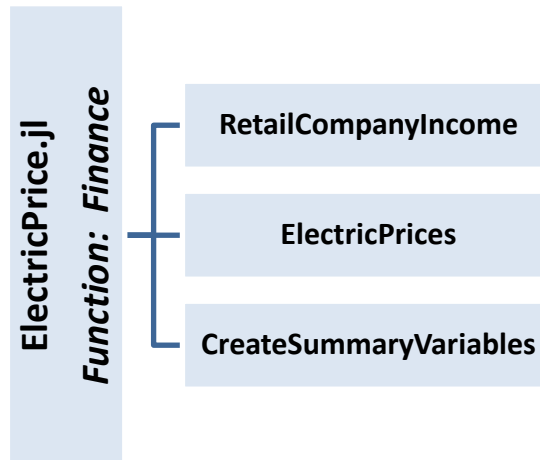 ElectricPrice.jl
Function: Finance
RetailCompanyIncome
ElectricPrices
CreateSummaryVariables